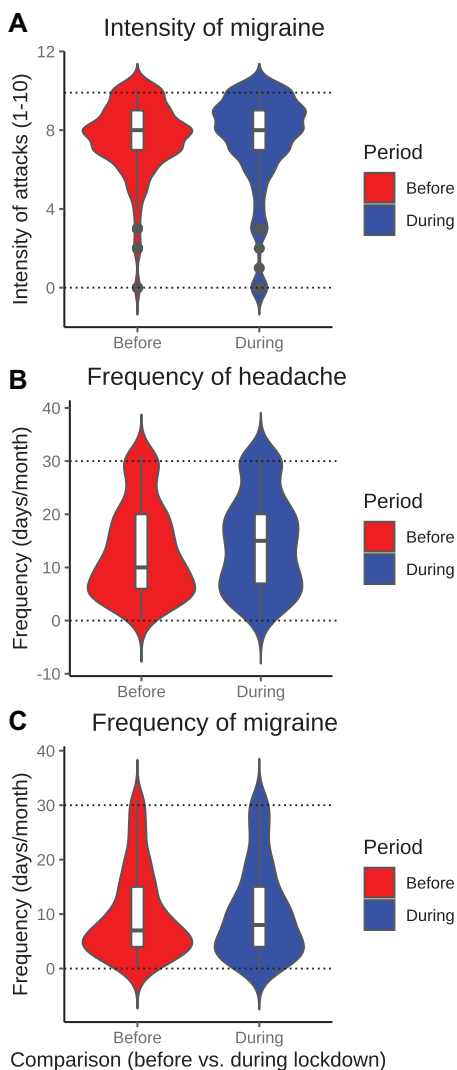 A
Intensity of migraine
Intensity of attacks (1-10)
12
8
4
0
Before
During
Period
Before
During
B
Frequency of headache
Frequency (days/month)
40
30
20
10
0
-10
Before
During
Period
Before
During
C
Frequency of migraine
Frequency (days/month)
40
30
20
10
0
Before
During
Period
Before
During
Comparison (before vs. during lockdown)